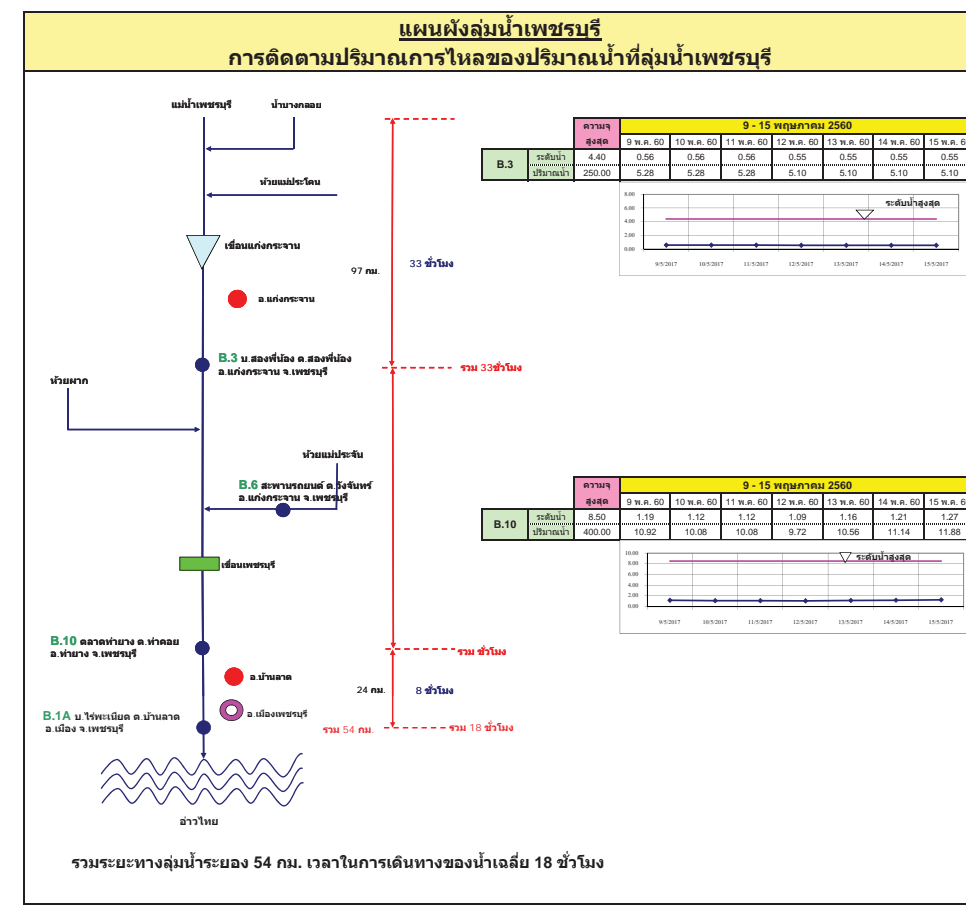 แผนผังลุ่มน้ำเพชรบุรี
การติดตามปริมาณการไหลของปริมาณน้ำที่ลุ่มน้ำเพชรบุรี
แม่น้ำเพชรบุรี
น้ำบางกลอย
ห้วยแม่ประโดน
เขื่อนแก่งกระจาน
97 กม.
33 ชั่วโมง
อ.แก่งกระจาน
B.3 บ.สองพี่น้อง ต.สองพี่น้อง
อ.แก่งกระจาน จ.เพชรบุรี
รวม 33ชั่วโมง
ห้วยผาก
ห้วยแม่ประจัน
B.6 สะพานรถยนต์ ต.วังจันทร์
อ.แก่งกระจาน จ.เพชรบุรี
เขื่อนเพชรบุรี
B.10 ตลาดท่ายาง ต.ท่าคอย
อ.ท่ายาง จ.เพชรบุรี
รวม ชั่วโมง
อ.บ้านลาด
24 กม.
8 ชั่วโมง
อ.เมืองเพชรบุรี
B.1A บ.ไร่พะเนียด ต.บ้านลาด
อ.เมือง จ.เพชรบุรี
รวม 54 กม.
รวม 18 ชั่วโมง
อ่าวไทย
รวมระยะทางลุ่มน้ำระยอง 54 กม. เวลาในการเดินทางของน้ำเฉลี่ย 18 ชั่วโมง
ความจุ 9 - 15 พฤษภาคม 2560
สูงสุด 9 พ.ค. 60 10 พ.ค. 60 11 พ.ค. 60 12 พ.ค. 60 13 พ.ค. 60 14 พ.ค. 60 15 พ.ค. 6
B.3
ระดับน้ำ 4.40 0.56 0.56 0.56 0.55 0.55 0.55 0.55
ปริมาณน้ำ 250.00 5.28 5.28 5.28 5.10 5.10 5.10 5.10
8.00
6.00
4.00
2.00
0.00
ระดับน้ำสูงสุด
9/5/2017 10/5/2017 11/5/2017 12/5/2017 13/5/2017 14/5/2017 15/5/2017
ความจุ 9 - 15 พฤษภาคม 2560
สูงสุด 9 พ.ค. 60 10 พ.ค. 60 11 พ.ค. 60 12 พ.ค. 60 13 พ.ค. 60 14 พ.ค. 60 15 พ.ค. 6
B.10
ระดับน้ำ 8.50 1.19 1.12 1.12 1.09 1.16 1.21 1.27
ปริมาณน้ำ 400.00 10.92 10.08 10.08 9.72 10.56 11.14 11.88
10.00
8.00
6.00
4.00
2.00
0.00
ระดับน้ำสูงสุด
9/5/2017 10/5/2017 11/5/2017 12/5/2017 13/5/2017 14/5/2017 15/5/2017